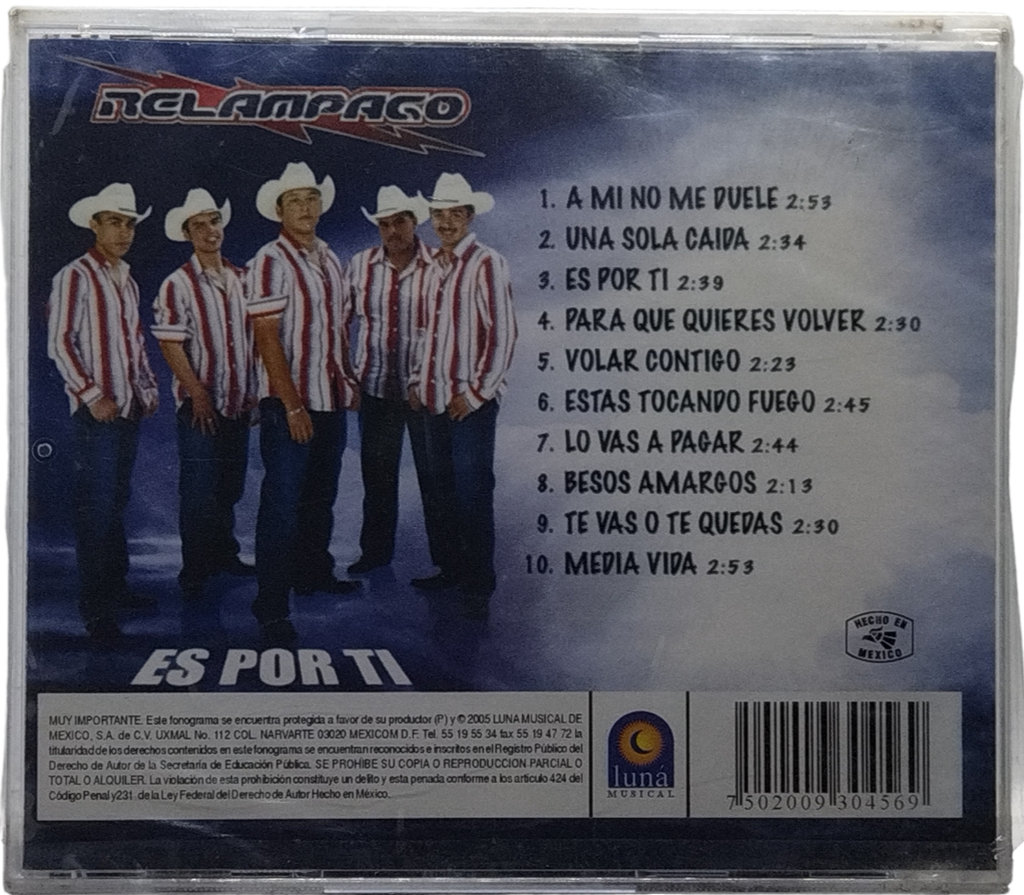 RELAMPAGO
1. A MI NO ME DUELE 2:53
2. UNA SOLA CAIDA 2:34
3. ES POR TI 2:39
4. PARA QUE QUIERES VOLVER 2:30
5. VOLAR CONTIGO 2:23
6. ESTAS TOCANDO FUEGO 2:45
7. LO VAS A PAGAR 2:44
8. BESOS AMARGOS 2:13
9. TE VAS O TE QUEDAS 2:30
10. MEDIA VIDA 2:53
HECHO EN
MEXICO
ES POR TI
MUY IMPORTANTE. Este fonograma se encuentra protegida a favor de su productor (P) y © 2005 LUNA MUSICAL DE
MEXICO, S.A. de C.V. UXMAL No. 112 COL. NARVARTE 03020 MEXICOM D.F. Tel. 55 19 55 34 fax 55 19 47 72 la
titularidad de los derechos contenidos en este fonograma se encuentran reconocidos e inscritos en el Registro Público del
Derecho de Autor de la Secretaría de Educación Pública. SE PROHIBE SU COPIA O REPRODUCCION PARCIAL O
TOTAL O ALQUILER. La violación de esta prohibición constituye un delito y esta penada conforme a los articulo 424 del
Código Penal y231 de la Ley Federal del Derecho de Autor Hecho en México.
luná
MUSICAL
7 502009 304569